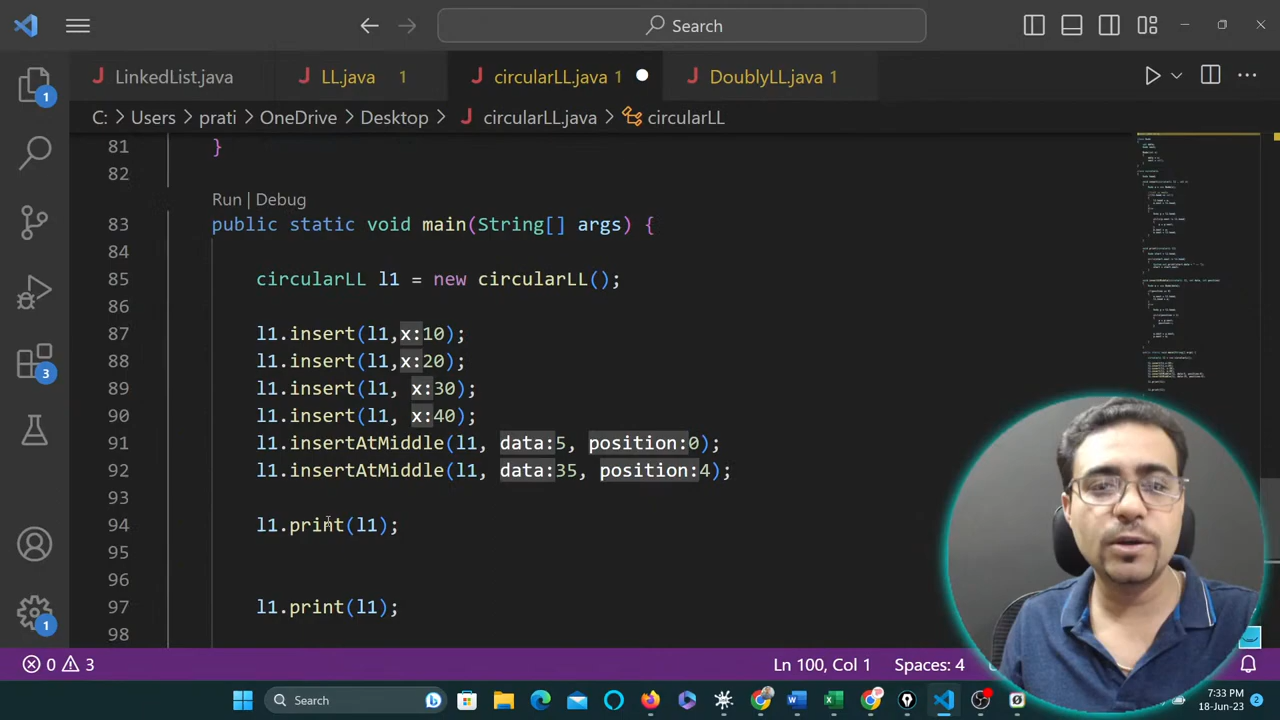 Search
LinkedList.java LL.java 1 circularLL.java 1 DoublyLL.java 1
C: > Users > prati > OneDrive > Desktop > circularLL.java > circularLL
81 }
82
Run | Debug
83 public static void main(String[] args) {
84
85 circularLL l1 = new circularLL();
86
87 l1.insert(l1,x:10);
88 l1.insert(l1,x:20);
89 l1.insert(l1, x:30);
90 l1.insert(l1, x:40);
91 l1.insertAtMiddle(l1, data:5, position:0);
92 l1.insertAtMiddle(l1, data:35, position:4);
93
94 l1.print(l1);
95
96
97 l1.print(l1);
98
1
3
1
0 3 Ln 100, Col 1 Spaces: 4
Search 7:33 PM
18-Jun-23 2